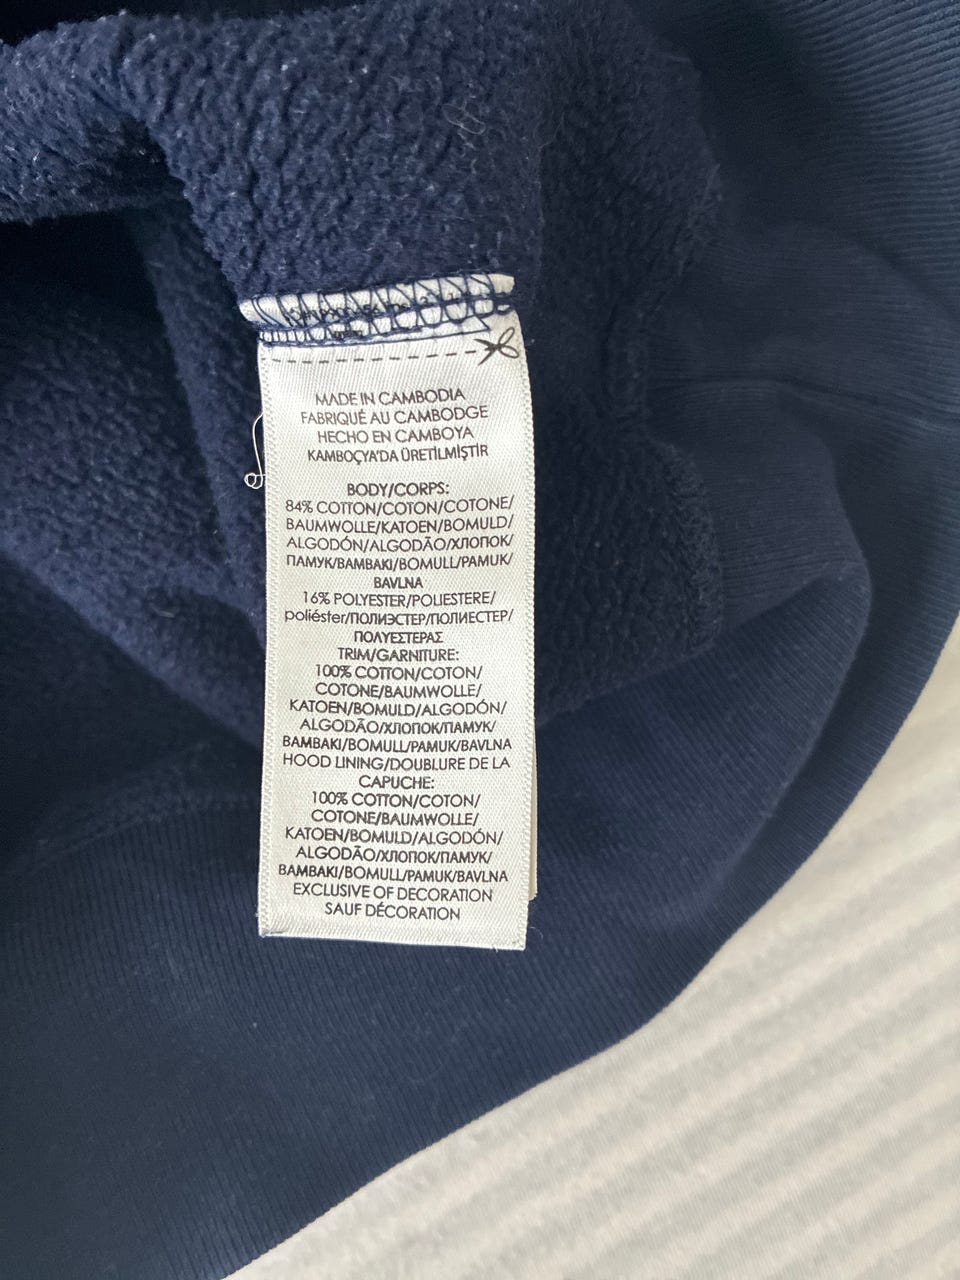 MADE IN CAMBODIA
FABRIQUÉ AU CAMBODGE
HECHO EN CAMBOYA
KAMBOÇYA'DA ÜRETİLMİŞTİR
BODY/CORPS:
84% COTTON/COTON/COTONE/
BAUMWOLLE/KATOEN/BOMULD/
ALGODÓN/ALGODÃO/ХЛОПОК/
ПАМУК/BAMBAKI/BOMULL/PAMUK/
BAVLNA
16% POLYESTER/POLIESTERE/
poliéster/ПОЛИЭСТЕР/ПОЛИЕСТЕР/
ΠΟΛΥΕΣΤΕΡΑΣ
TRIM/GARNITURE:
100% COTTON/COTON/
COTONE/BAUMWOLLE/
KATOEN/BOMULD/ALGODÓN/
ALGODÃO/ХЛОПОК/ПАМУК/
BAMBAKI/BOMULL/PAMUK/BAVLNA
HOOD LINING/DOUBLURE DE LA
CAPUCHE:
100% COTTON/COTON/
COTONE/BAUMWOLLE/
KATOEN/BOMULD/ALGODÓN/
ALGODÃO/ХЛОПОК/ПАМУК/
BAMBAKI/BOMULL/PAMUK/BAVLNA
EXCLUSIVE OF DECORATION
SAUF DÉCORATION